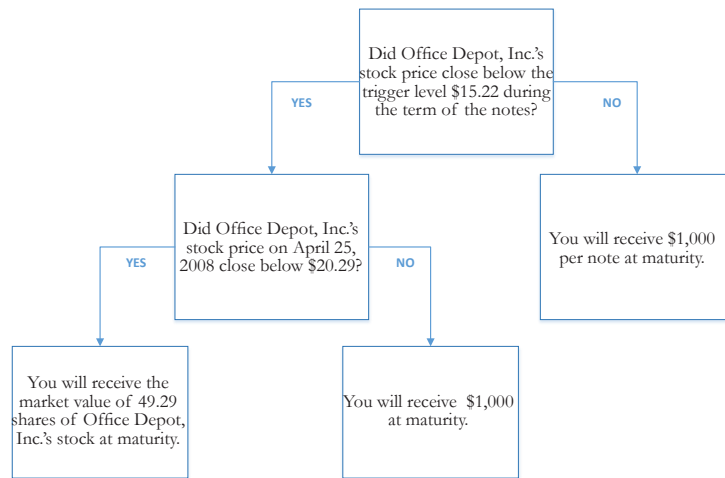 Did Office Depot, Inc.'s
stock price close below the
trigger level $15.22 during
the term of the notes?
YES
NO
Did Office Depot, Inc.'s
stock price on April 25,
2008 close below $20.29?
You will receive $1,000
per note at maturity.
YES
NO
You will receive the
market value of 49.29
shares of Office Depot,
Inc.'s stock at maturity.
You will receive $1,000
at maturity.